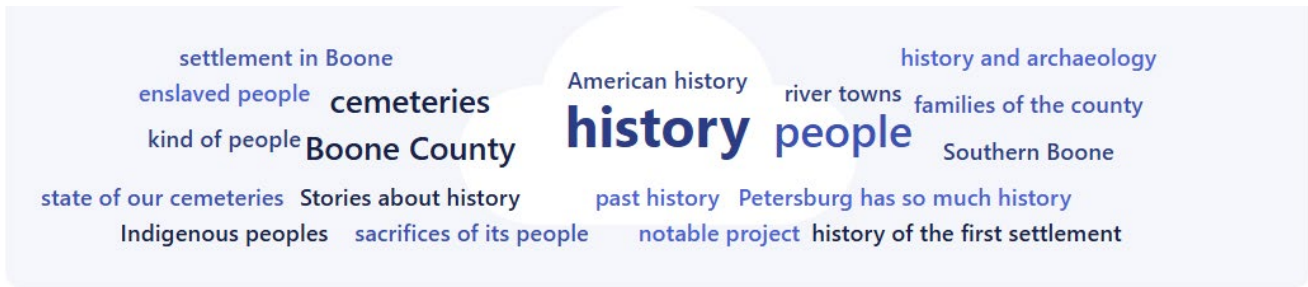 settlement in Boone
history and archaeology
American history
enslaved people
cemeteries
river towns
families of the county
history
people
kind of people
Boone County
Southern Boone
state of our cemeteries
Stories about history
past history
Petersburg has so much history
Indigenous peoples
sacrifices of its people
notable project
history of the first settlement